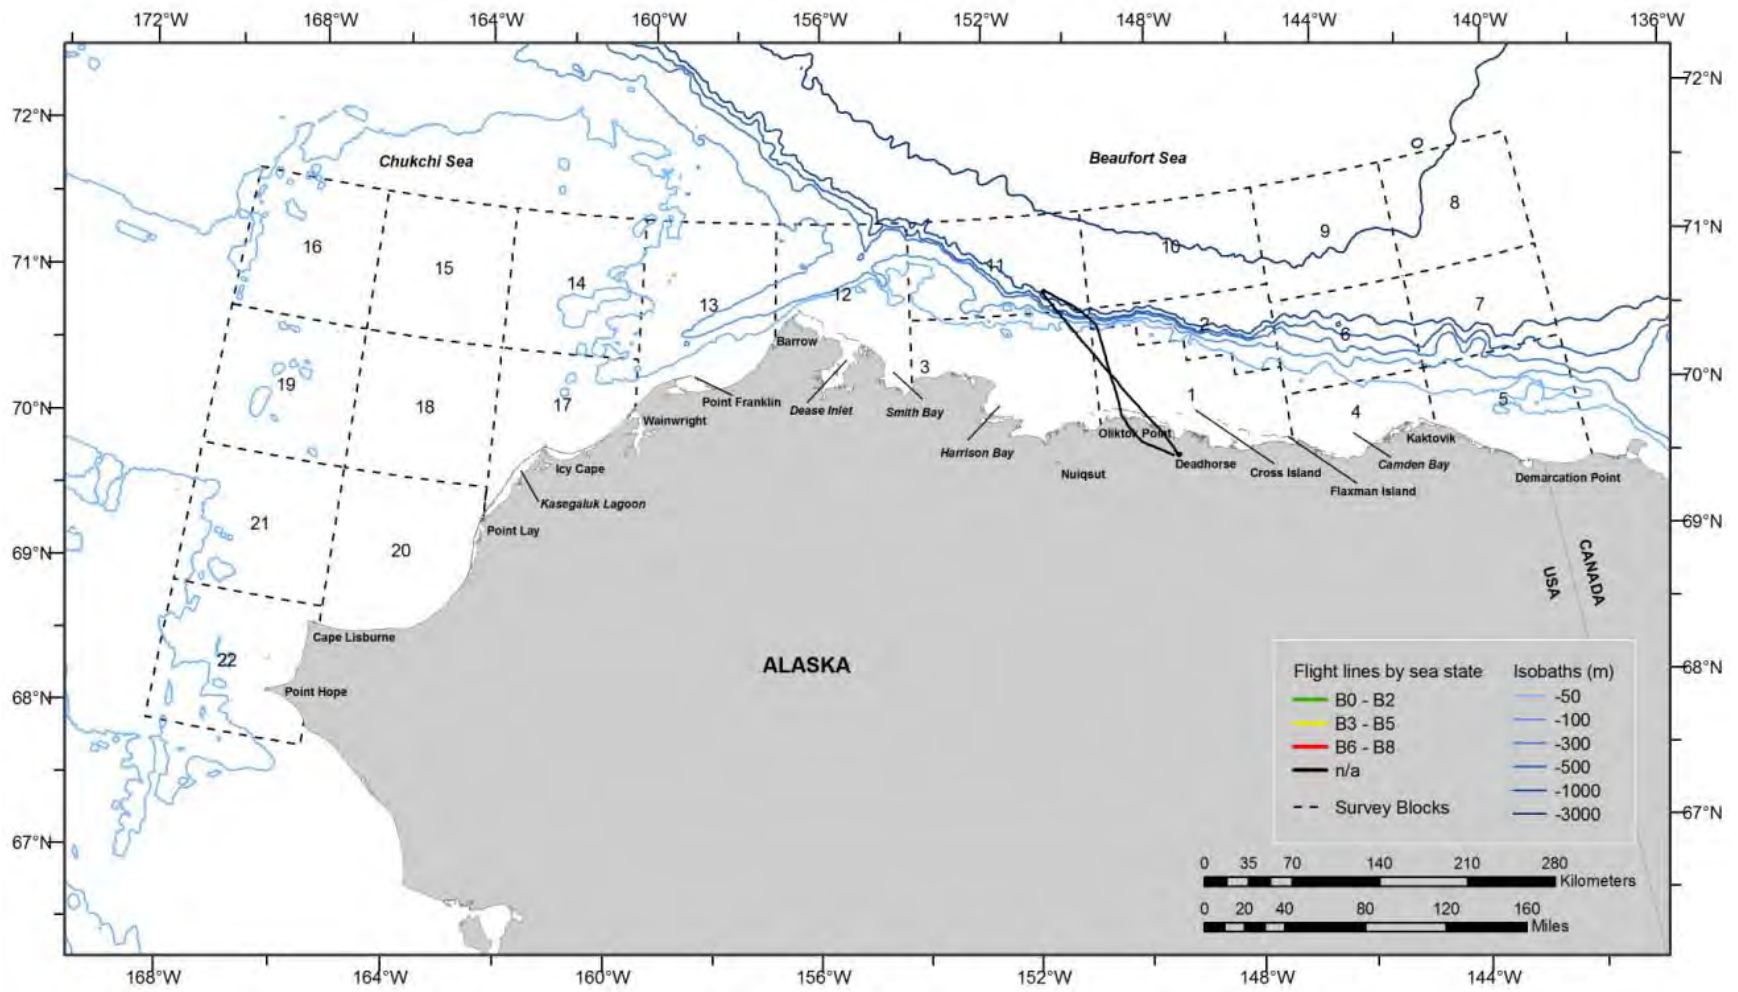 172°W 168°W 164°W 160°W 156°W 152°W 148°W 144°W 140°W 136°W
72°N 72°N
Chukchi Sea
Beaufort Sea
71°N 71°N
16
15
14
13
12
11
10
9
8
7
6
2
Barrow
3
19
18
17
Point Franklin
Dease Inlet
Smith Bay
1
4
5
70°N 70°N
Wainwright
Harrison Bay
Oliktok Point
Kaktovik
Nuiqsut
Deadhorse
Cross Island
Camden Bay
Flaxman Island
Demarcation Point
Icy Cape
Kasegaluk Lagoon
21
20
Point Lay
69°N 69°N
USA
CANADA
Cape Lisburne
22
Point Hope
ALASKA
68°N 68°N
67°N 67°N
Flight lines by sea state
B0 - B2
B3 - B5
B6 - B8
n/a
Survey Blocks
Isobaths (m)
-50
-100
-300
-500
-1000
-3000
0 35 70 140 210 280
Kilometers
0 20 40 80 120 160
Miles
168°W 164°W 160°W 156°W 152°W 148°W 144°W